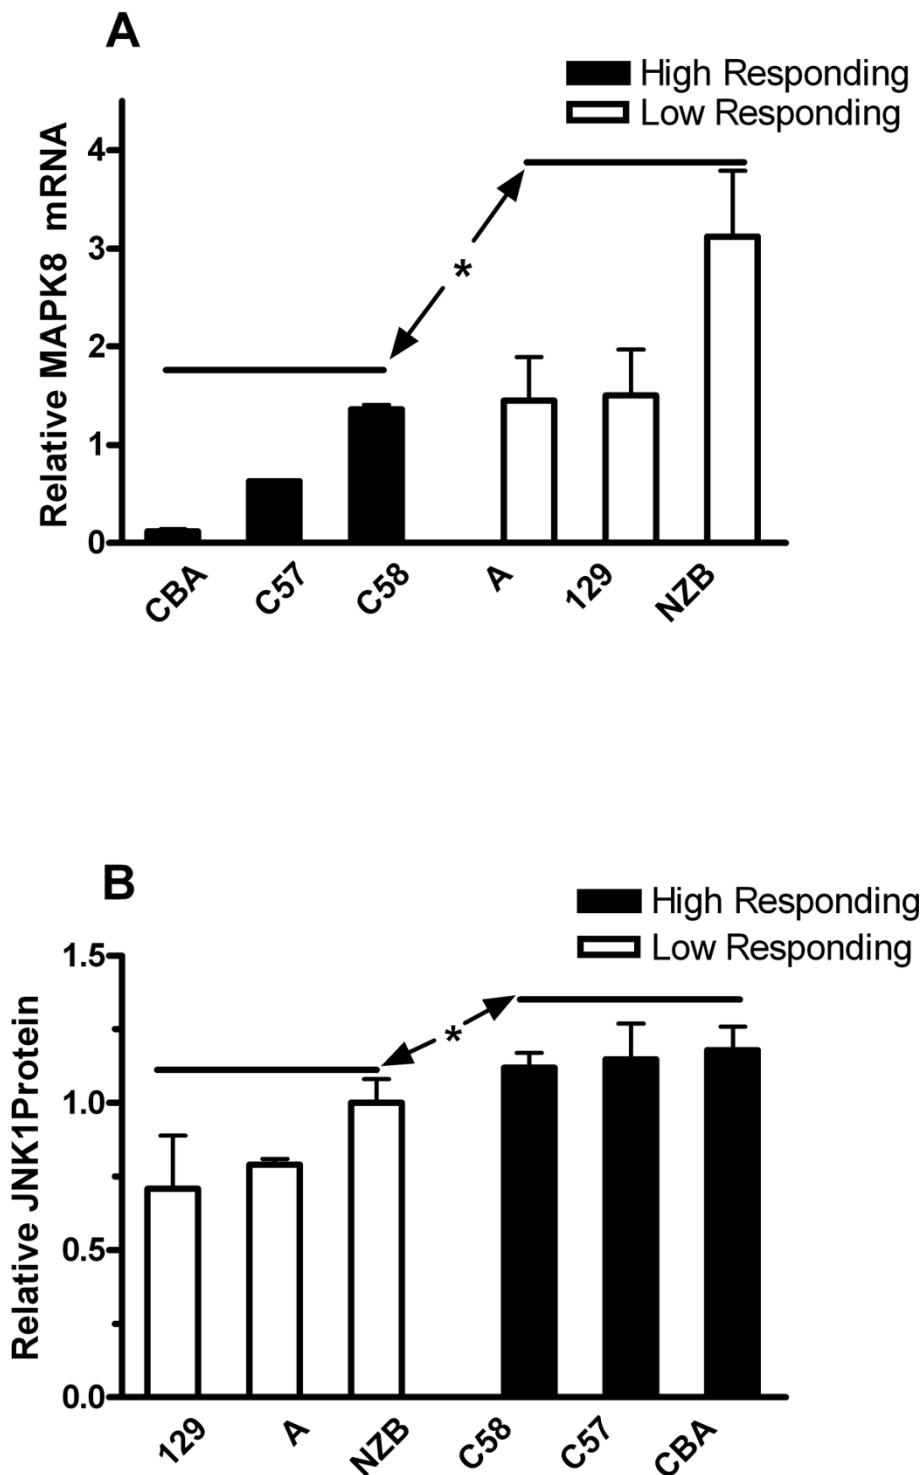 A
High Responding
Low Responding
Relative MAPK8 mRNA
4
3
2
1
0
CBA
C57
C58
A
129
NZB
*
B
High Responding
Low Responding
Relative JNK1Protein
1.5
1.0
0.5
0.0
129
A
NZB
C58
C57
CBA
*